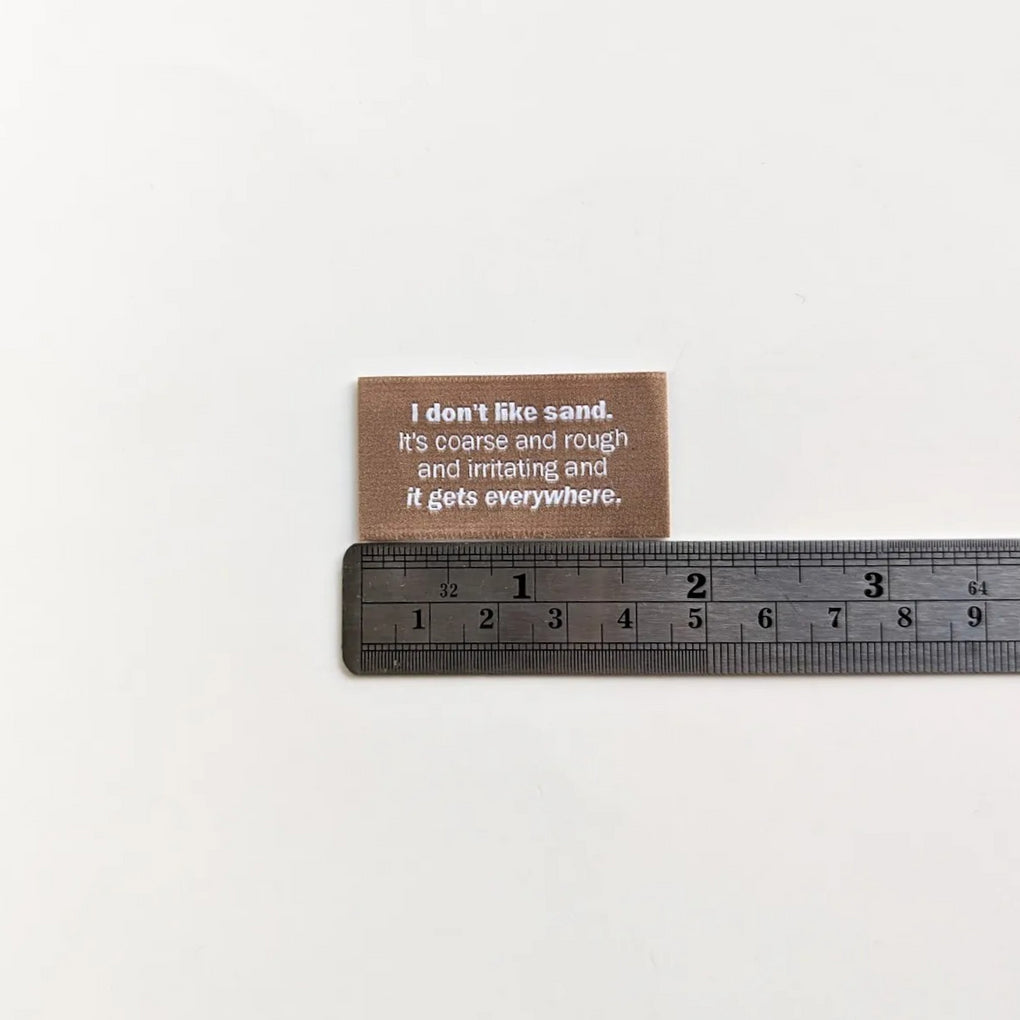 I don't like sand.
It's coarse and rough
and irritating and
it gets everywhere.
32 1 2 3 64
1 2 3 4 5 6 7 8 9